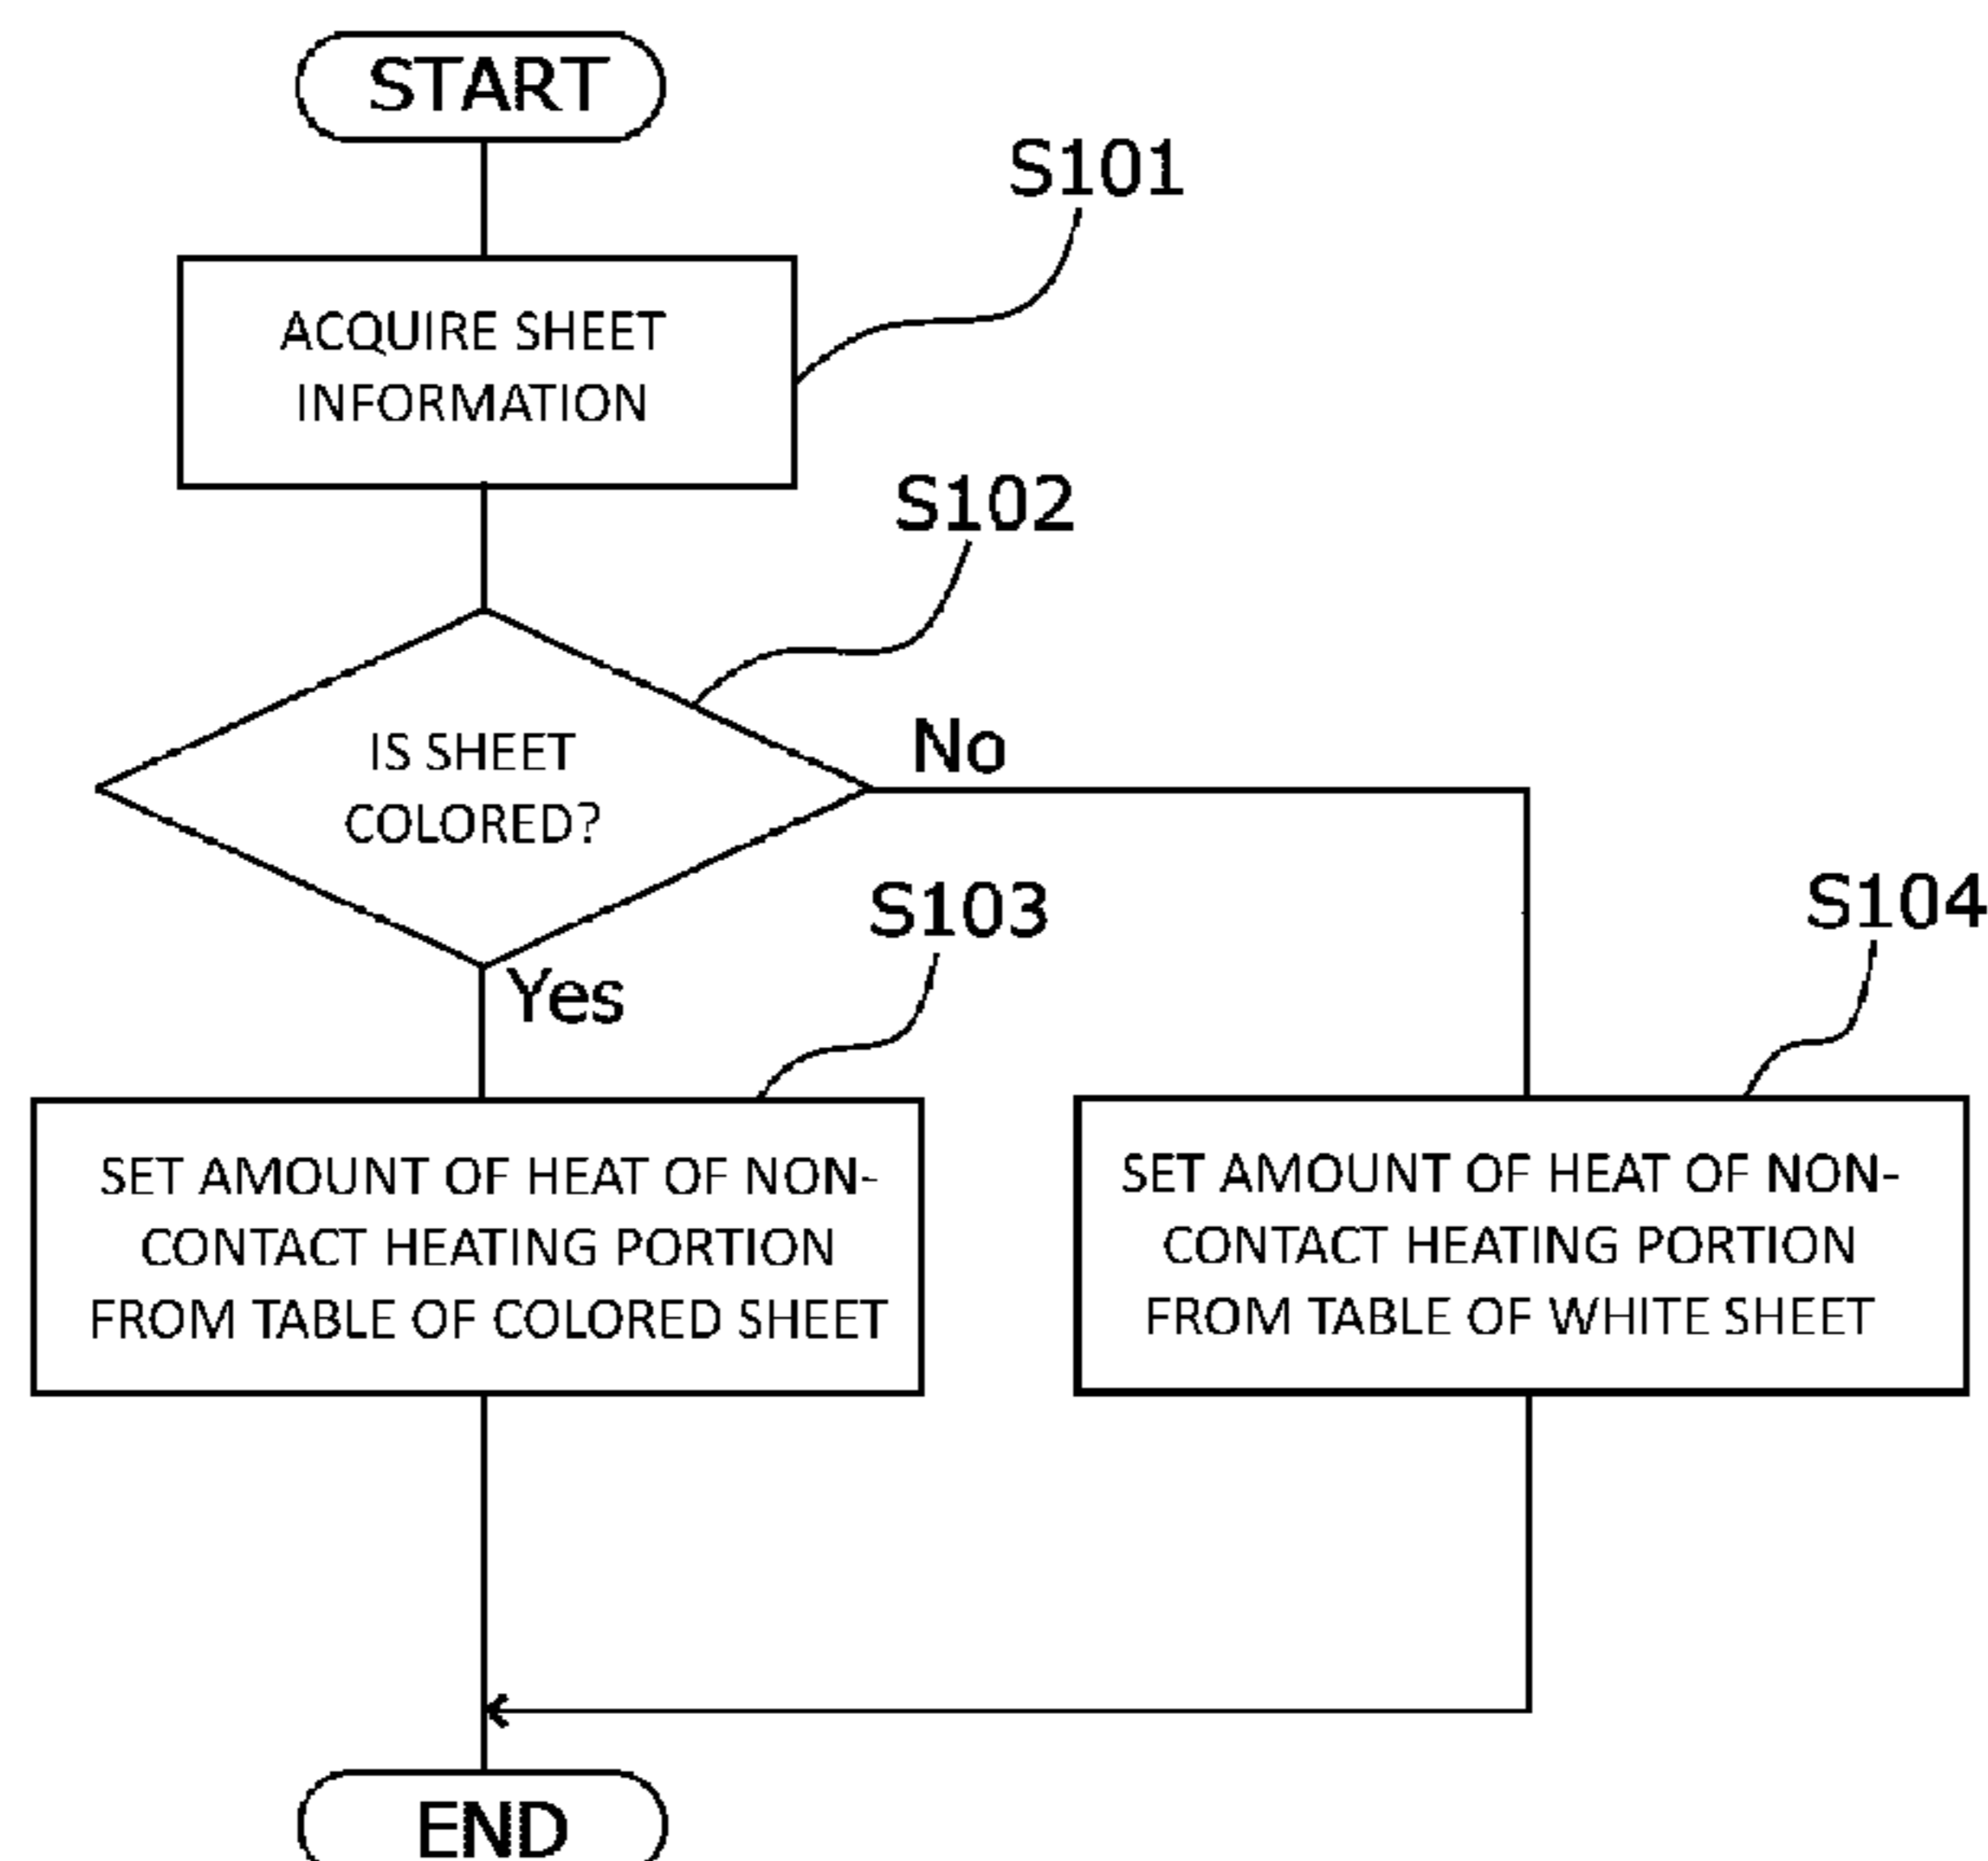 START
S101
ACQUIRE SHEET
INFORMATION
S102
IS SHEET
COLORED?
No
Yes
S103
SET AMOUNT OF HEAT OF NON-
CONTACT HEATING PORTION
FROM TABLE OF COLORED SHEET
S104
SET AMOUNT OF HEAT OF NON-
CONTACT HEATING PORTION
FROM TABLE OF WHITE SHEET
END